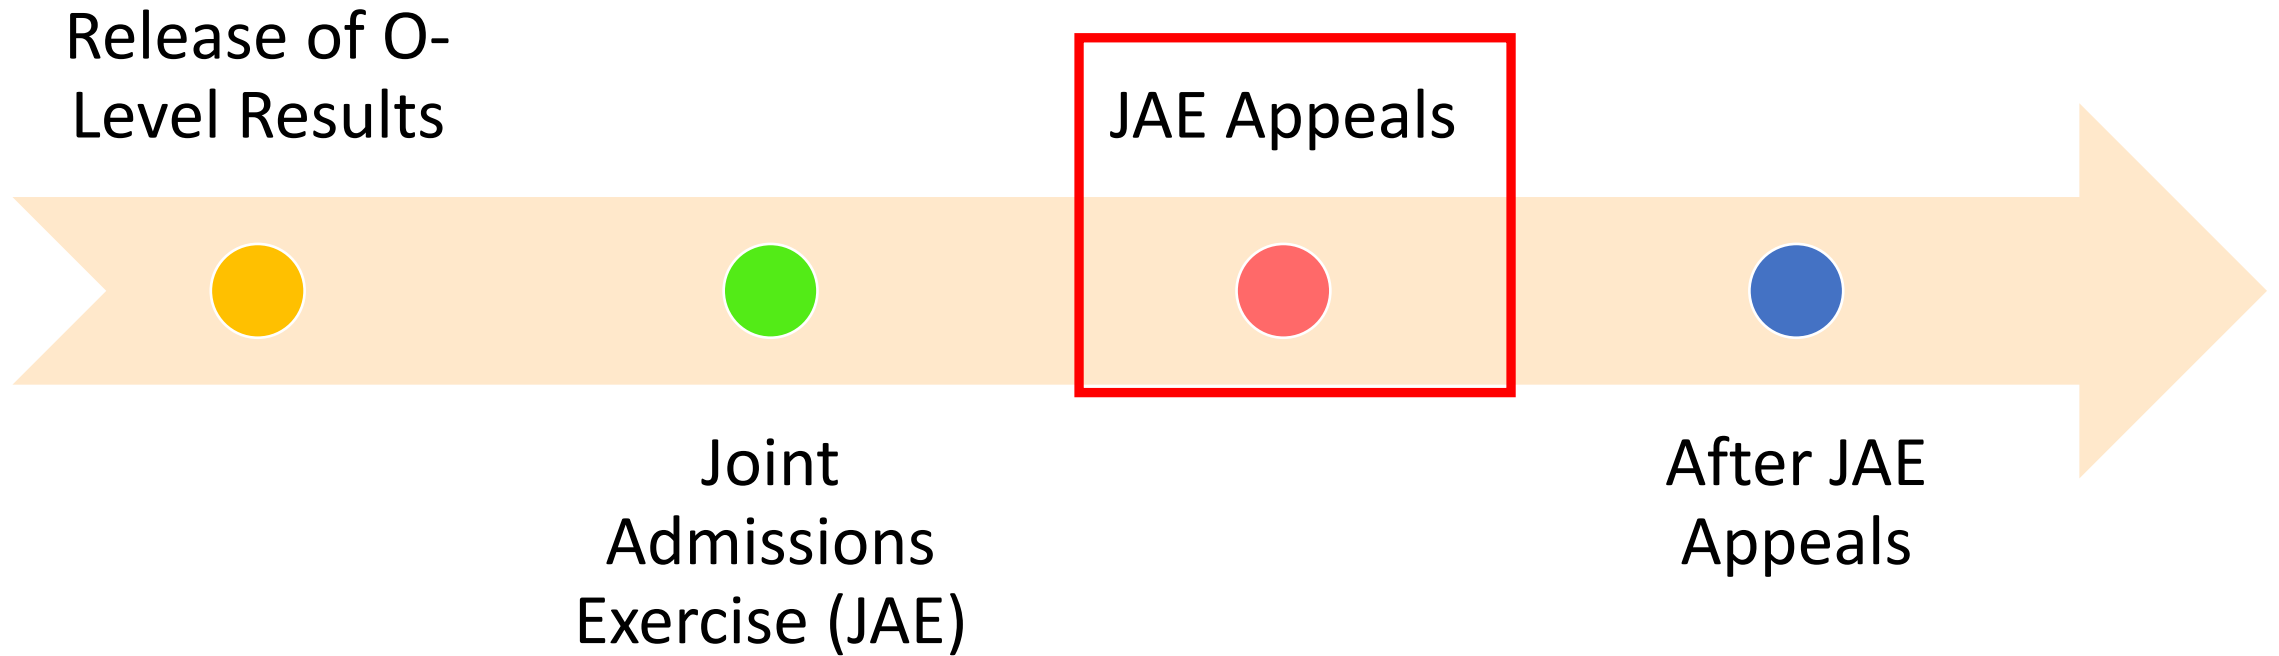 Release of O-
Level Results
JAE Appeals
Joint
Admissions
Exercise (JAE)
After JAE
Appeals